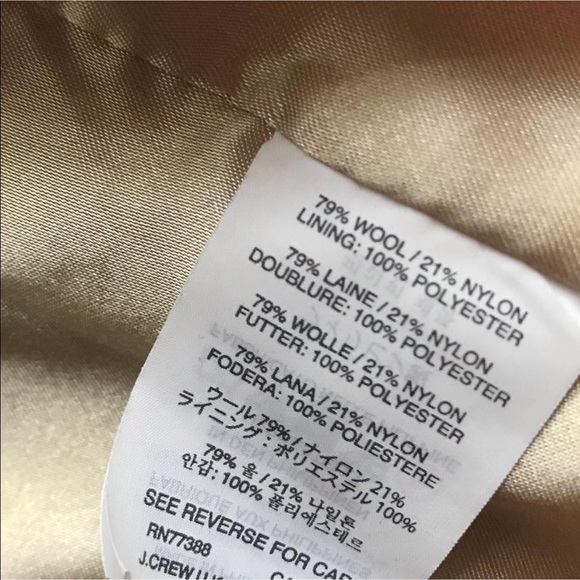 79% WOOL / 21% NYLON
LINING: 100% POLYESTER
79% LAINE / 21% NYLON
DOUBLURE: 100% POLYESTER
79% WOLLE / 21% NYLON
FUTTER: 100% POLYESTER
79% LANA / 21% NYLON
FODERA: 100% POLIESTERE
ウール 79% / ナイロン 21%
ライニング・ポリエステル 100%
79% 울 / 21% 나일론
안감: 100% 폴리에스테르
SEE REVERSE FOR
RN77388
J.CREW